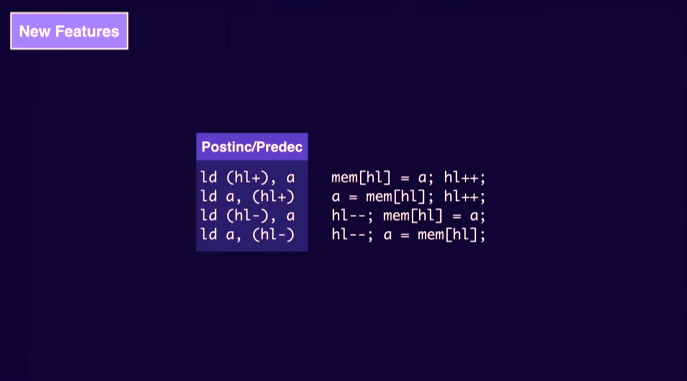 New Features
Postinc/Predec
ld (hl+), a    mem[hl] = a; hl++;
ld a, (hl+)    a = mem[hl]; hl++;
ld (hl-), a    hl--; mem[hl] = a;
ld a, (hl-)    hl--; a = mem[hl];